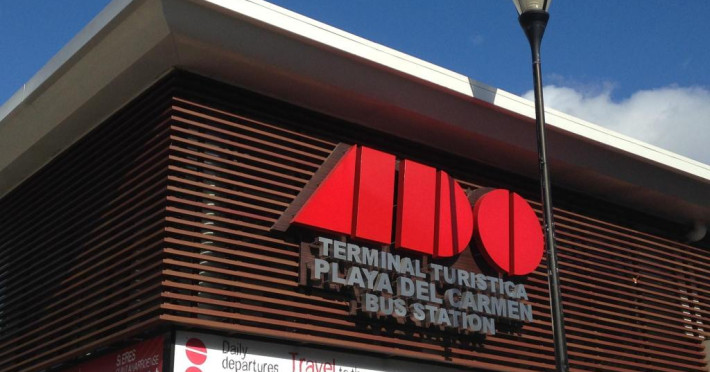 ADO
TERMINAL TURISTICA
PLAYA DEL CARMEN
BUS STATION
Daily
departures
Travel